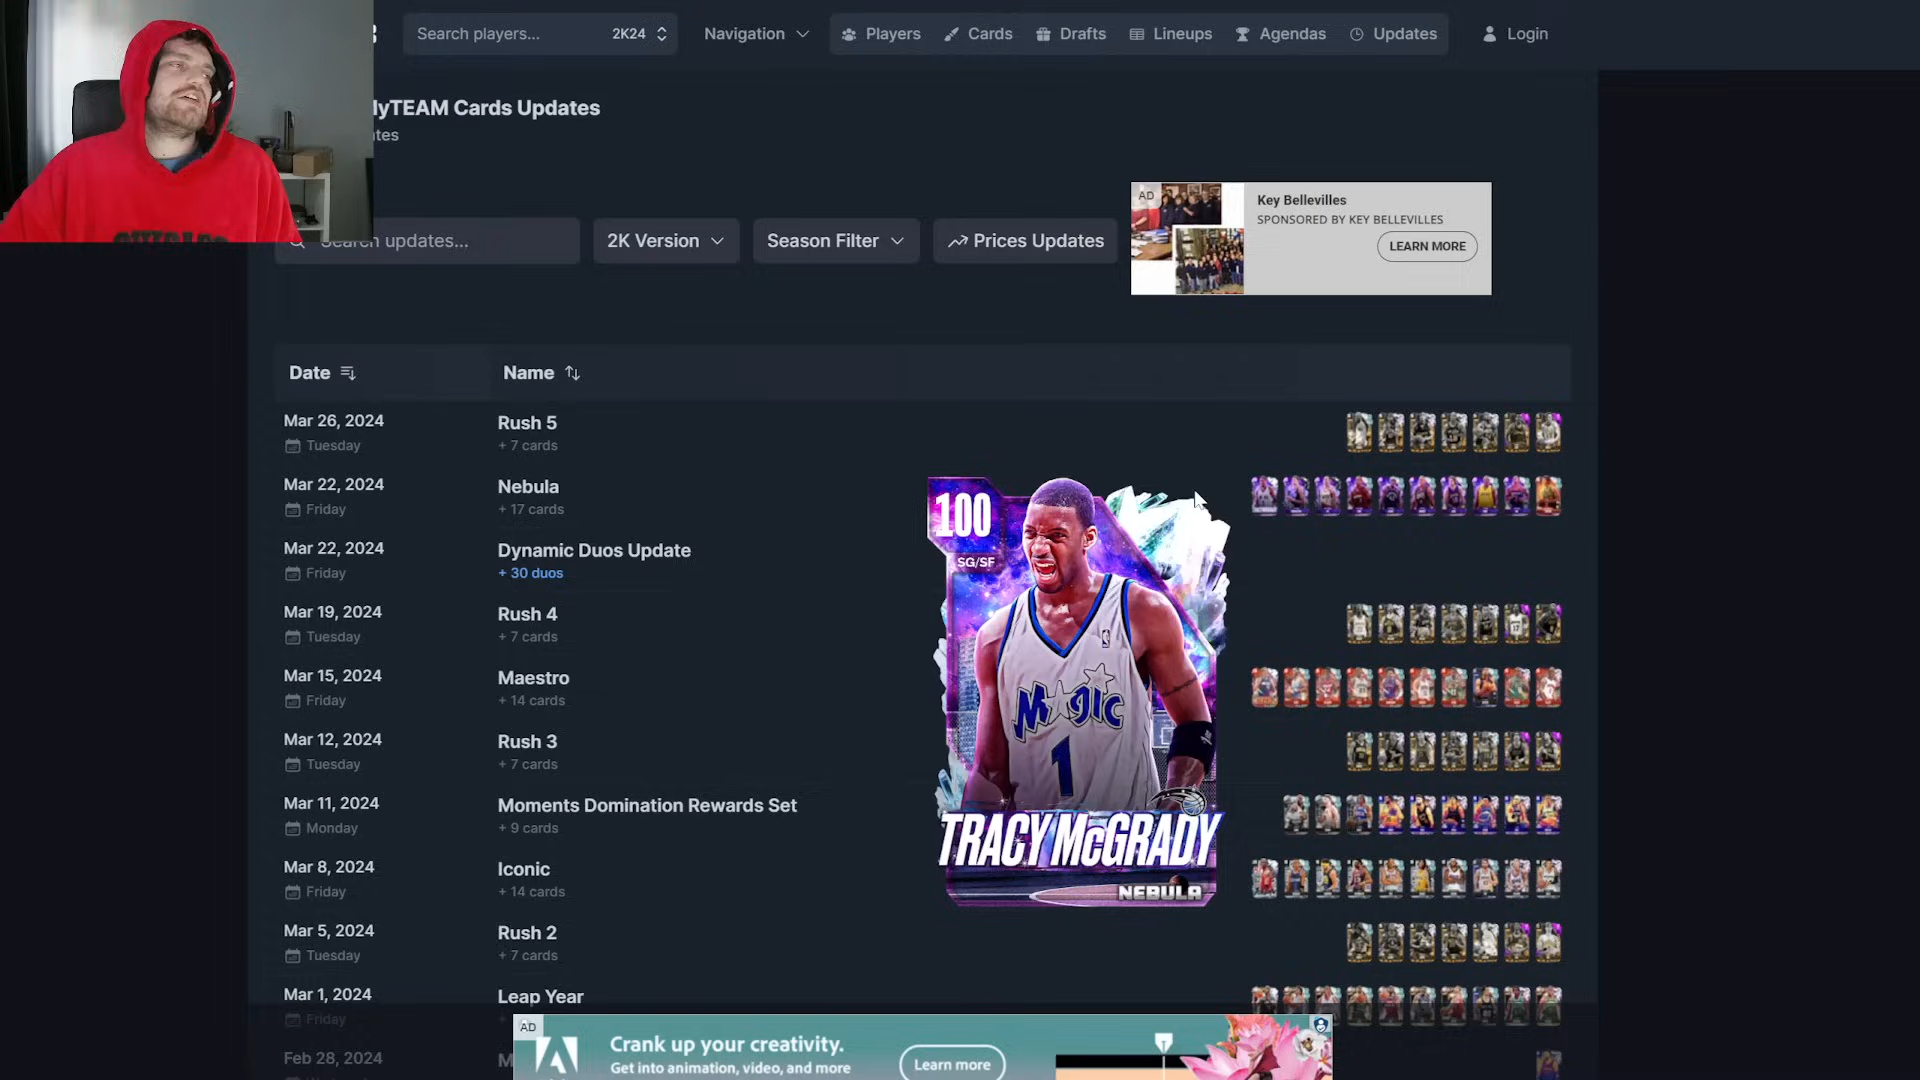 Search players...
2K24
Navigation
Players
Cards
Drafts
Lineups
Agendas
Updates
Login
lyTEAM Cards Updates
tes
Search updates...
2K Version
Season Filter
Prices Updates
AD
Key Bellevilles
SPONSORED BY KEY BELLEVILLES
LEARN MORE
Date
Name
Mar 26, 2024
Tuesday
Rush 5
+ 7 cards
Mar 22, 2024
Friday
Nebula
+ 17 cards
Mar 22, 2024
Friday
Dynamic Duos Update
+ 30 duos
Mar 19, 2024
Tuesday
Rush 4
+ 7 cards
Mar 15, 2024
Friday
Maestro
+ 14 cards
Mar 12, 2024
Tuesday
Rush 3
+ 7 cards
Mar 11, 2024
Monday
Moments Domination Rewards Set
+ 9 cards
Mar 8, 2024
Friday
Iconic
+ 14 cards
Mar 5, 2024
Tuesday
Rush 2
+ 7 cards
Mar 1, 2024
Friday
Leap Year
+
Feb 28, 2024
M
100
SG/SF
Magic
1
TRACY McGRADY
NEBULA
AD
Crank up your creativity.
Get into animation, video, and more
Learn more